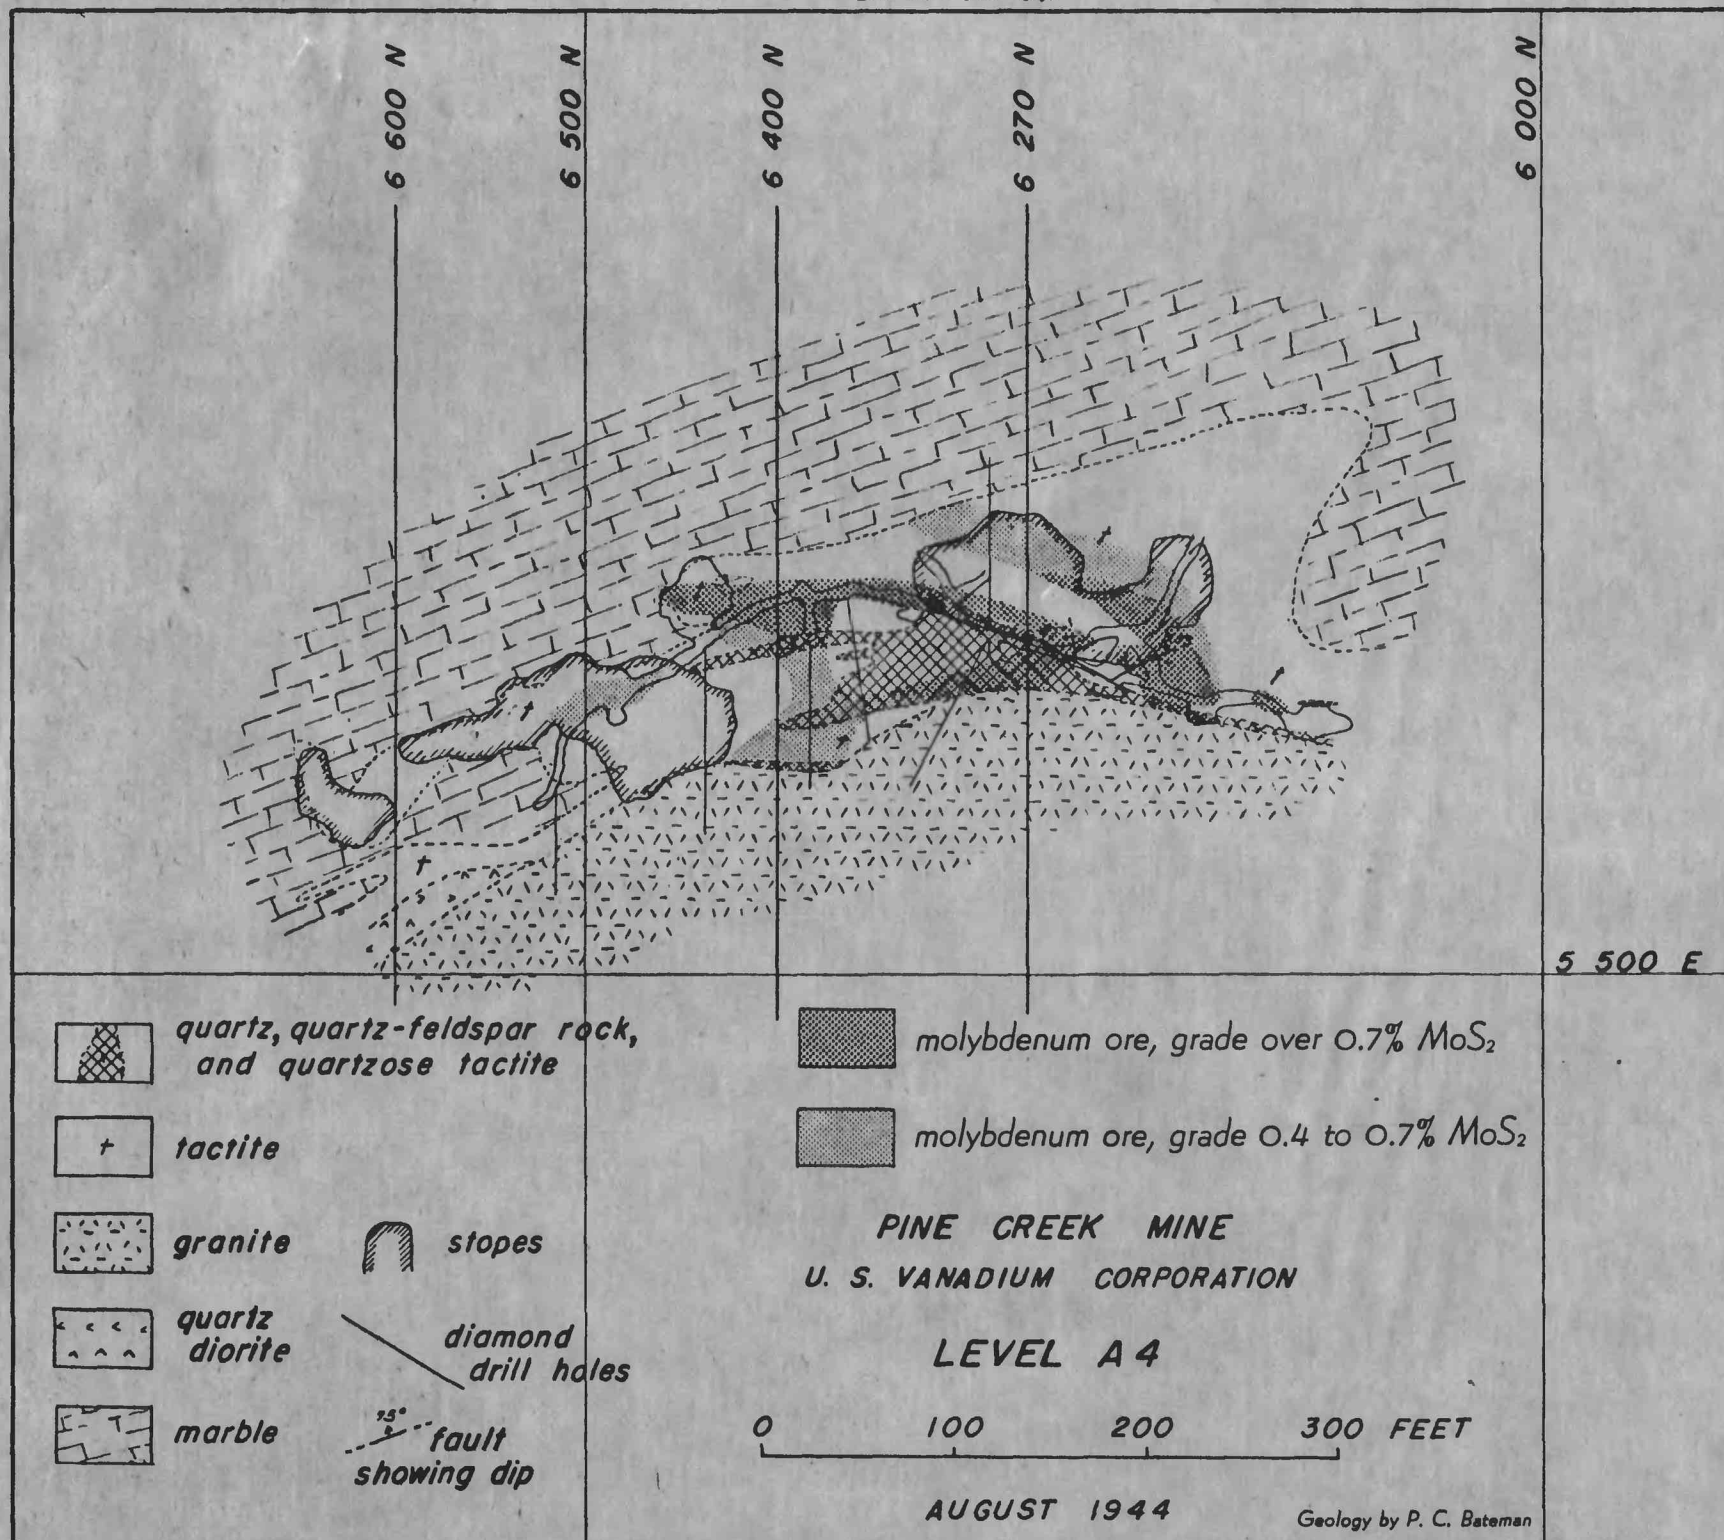 6 600 N
6 500 N
6 400 N
6 270 N
6 000 N
5 500 E
quartz, quartz-feldspar rock,
and quartzose tactite
tactite
granite
stopes
quartz
diorite
diamond
drill holes
marble
75°
fault
showing dip
molybdenum ore, grade over 0.7% MoS₂
molybdenum ore, grade 0.4 to 0.7% MoS₂
PINE CREEK MINE
U. S. VANADIUM CORPORATION
LEVEL A4
0 100 200 300 FEET
AUGUST 1944
Geology by P. C. Bateman